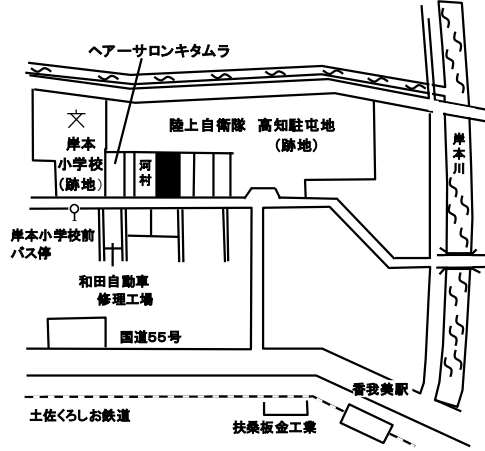 ヘアーサロンキタムラ
陸上自衛隊 高知駐屯地
(跡地)
文
岸本
小学校
(跡地)
河
村
岸本川
岸本小学校前
バス停
和田自動車
修理工場
国道55号
香我美駅
土佐くろしお鉄道
扶桑板金工業